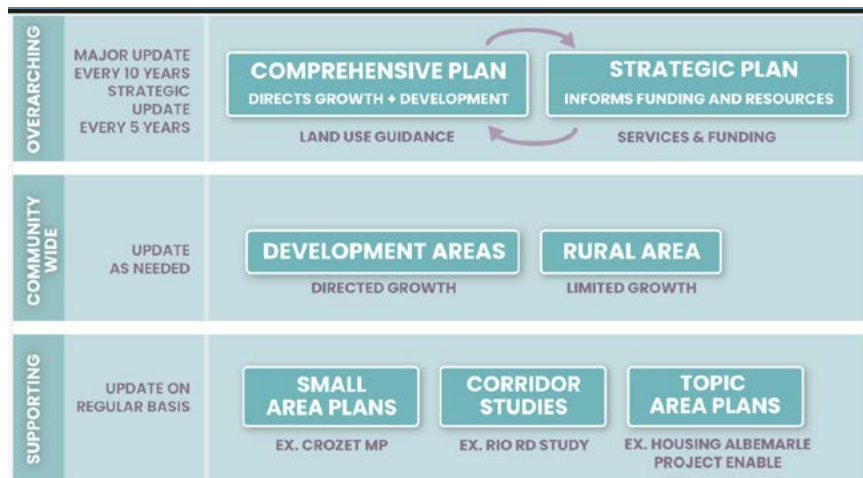 OVERARCHING
MAJOR UPDATE
EVERY 10 YEARS
STRATEGIC
UPDATE
EVERY 5 YEARS
COMPREHENSIVE PLAN
DIRECTS GROWTH + DEVELOPMENT
LAND USE GUIDANCE
STRATEGIC PLAN
INFORMS FUNDING AND RESOURCES
SERVICES & FUNDING
COMMUNITY
WIDE
UPDATE
AS NEEDED
DEVELOPMENT AREAS
DIRECTED GROWTH
RURAL AREA
LIMITED GROWTH
SUPPORTING
UPDATE ON
REGULAR BASIS
SMALL
AREA PLANS
EX. CROZET MP
CORRIDOR
STUDIES
EX. RIO RD STUDY
TOPIC
AREA PLANS
EX. HOUSING ALBEMARLE
PROJECT ENABLE